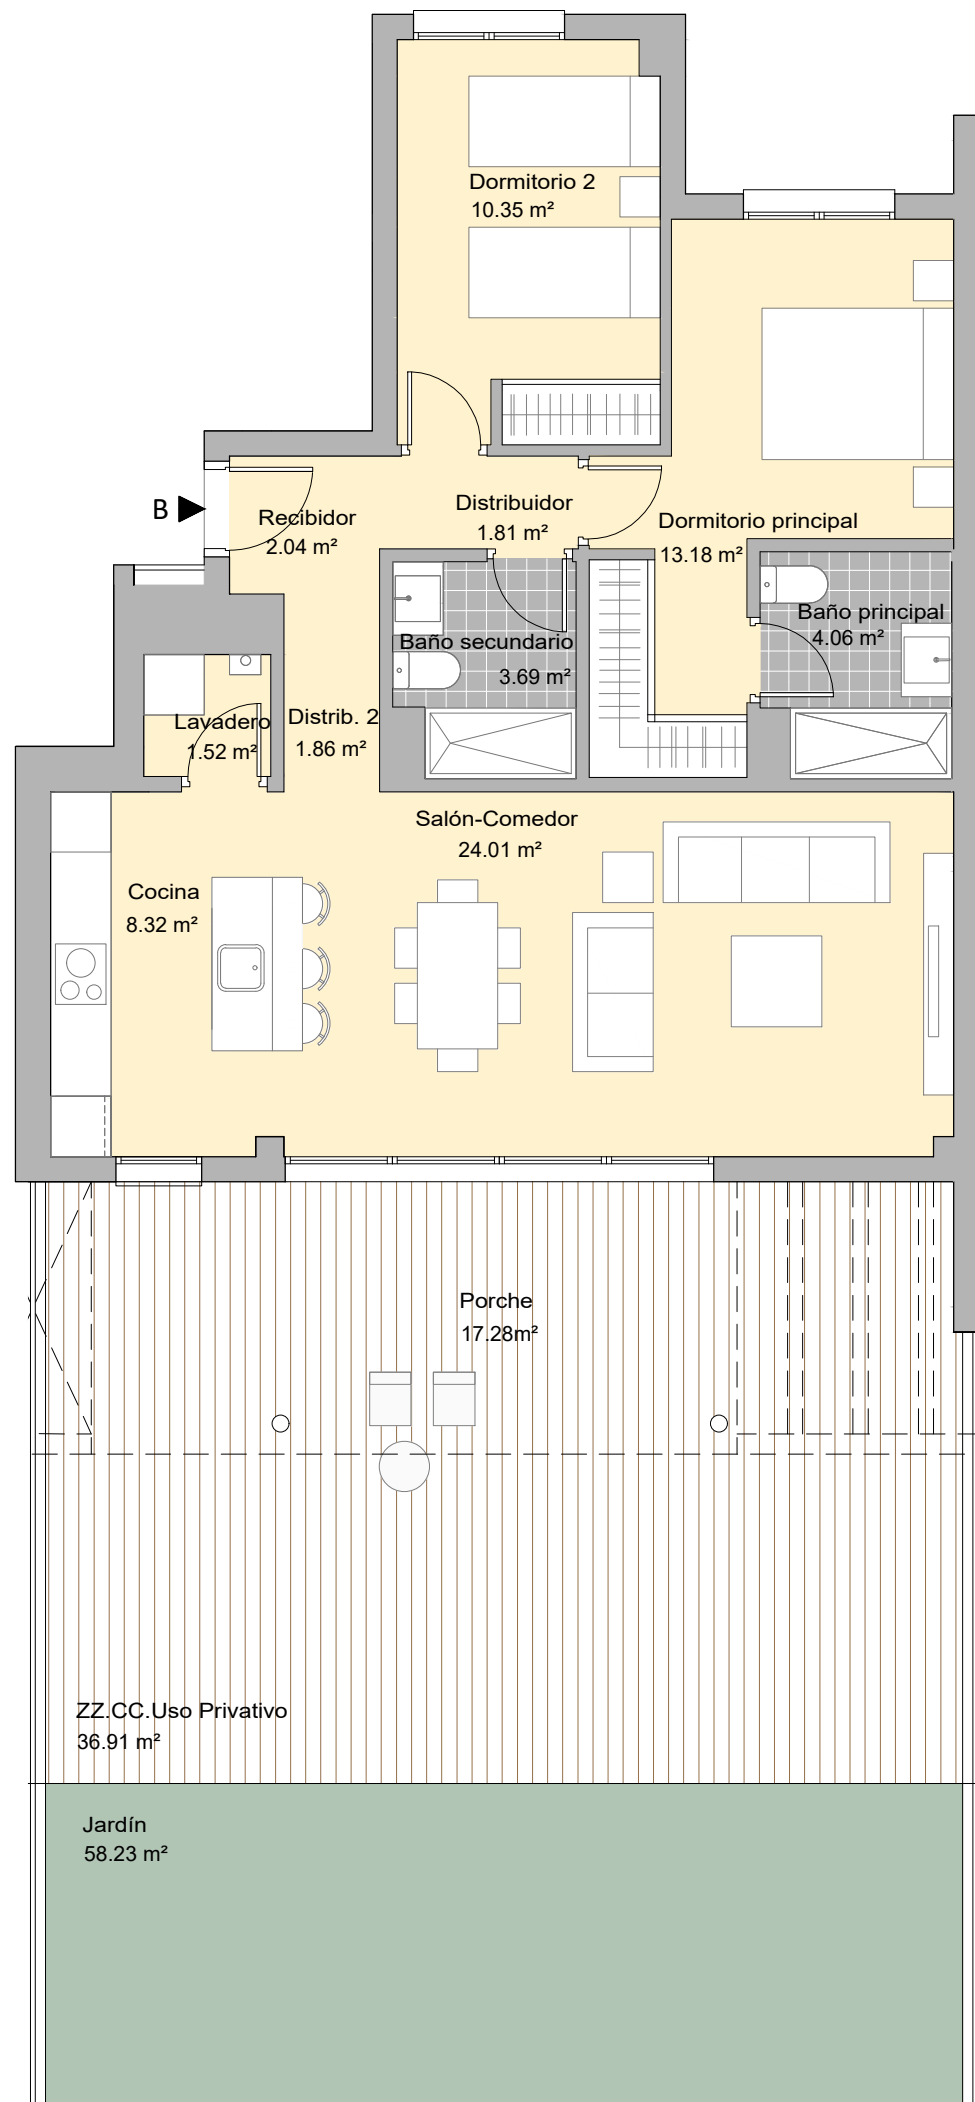 Dormitorio 2
10.35 m²
B
Recibidor
2.04 m²
Distribuidor
1.81 m²
Dormitorio principal
13.18 m²
Baño principal
4.06 m²
Baño secundario
3.69 m²
Lavadero
1.52 m²
Distrib. 2
1.86 m²
Salón-Comedor
24.01 m²
Cocina
8.32 m²
Porche
17.28m²
ZZ.CC.Uso Privativo
36.91 m²
Jardín
58.23 m²